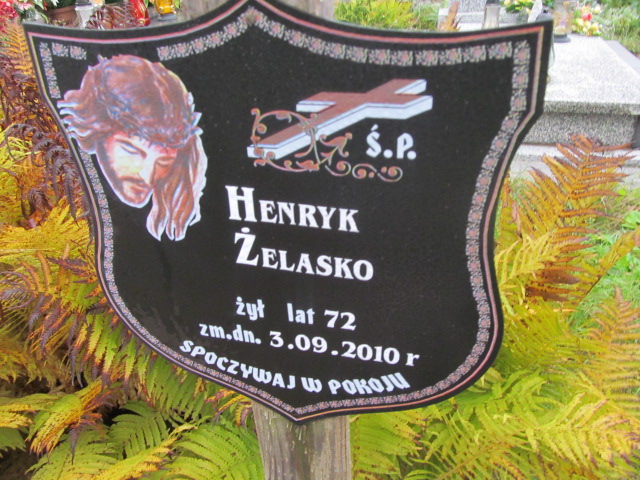 Ś.P.
HENRYK
ŻELASKO
żył lat 72
zm.dn. 3.09.2010 r
SPOCZYWAJ W POKOJU